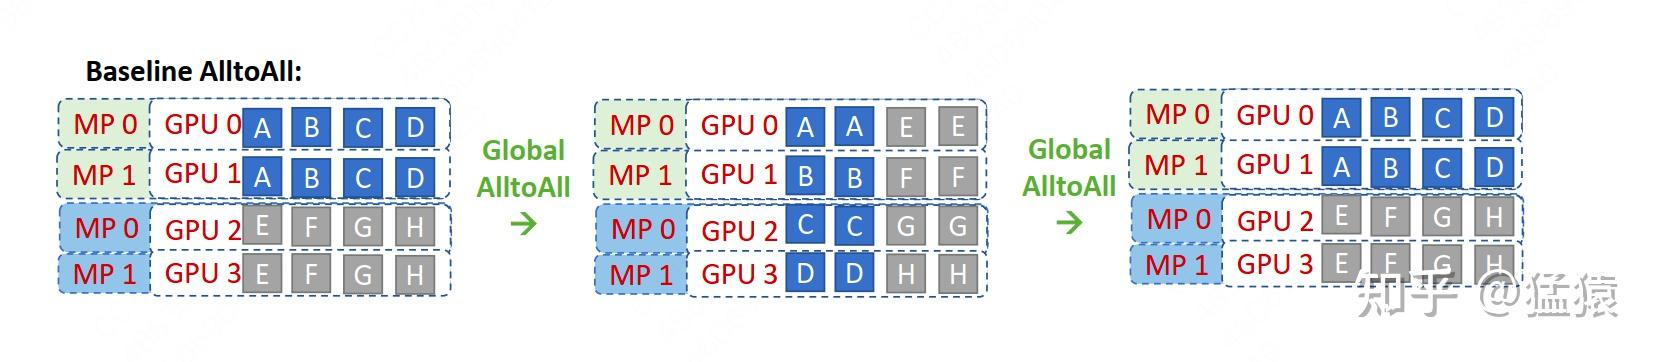 Baseline AlltoAll:
MP 0 GPU 0 A B C D
MP 1 GPU 1 A B C D
MP 0 GPU 2 E F G H
MP 1 GPU 3 E F G H
Global
AlltoAll
→
MP 0 GPU 0 A A E E
MP 1 GPU 1 B B F F
MP 0 GPU 2 C C G G
MP 1 GPU 3 D D H H
Global
AlltoAll
→
MP 0 GPU 0 A B C D
MP 1 GPU 1 A B C D
MP 0 GPU 2 E F G H
MP 1 GPU 3 E F G H
知乎 @猛猿